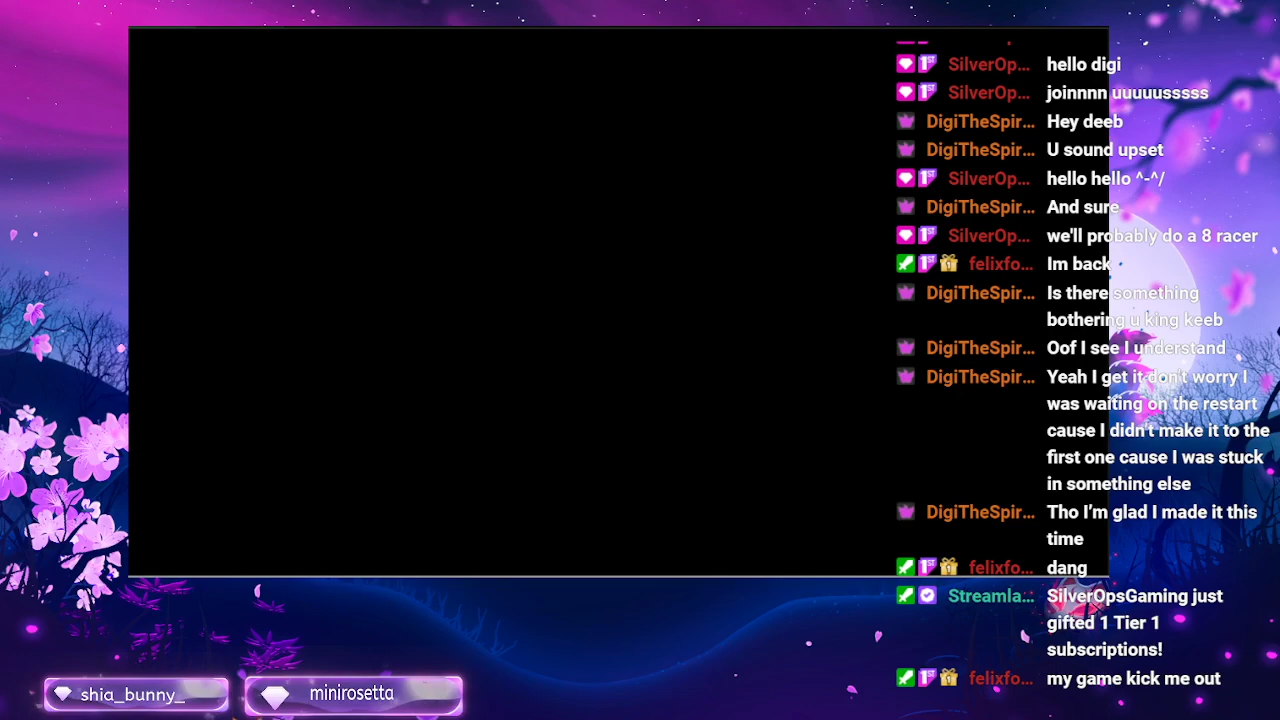 SilverOp... hello digi
SilverOp... joinnnn uuuuusssss
DigiTheSpir... Hey deeb
DigiTheSpir... U sound upset
SilverOp... hello hello ^-^/
DigiTheSpir... And sure
SilverOp... we'll probably do a 8 racer
felixfo... Im back
DigiTheSpir... Is there something
bothering u king keeb
DigiTheSpir... Oof I see I understand
DigiTheSpir... Yeah I get it don't worry I
was waiting on the restart
cause I didn't make it to the
first one cause I was stuck
in something else
DigiTheSpir... Tho I'm glad I made it this
time
felixfo... dang
Streamla... SilverOpsGaming just
gifted 1 Tier 1
subscriptions!
felixfo... my game kick me out
shia_bunny_
minirosetta